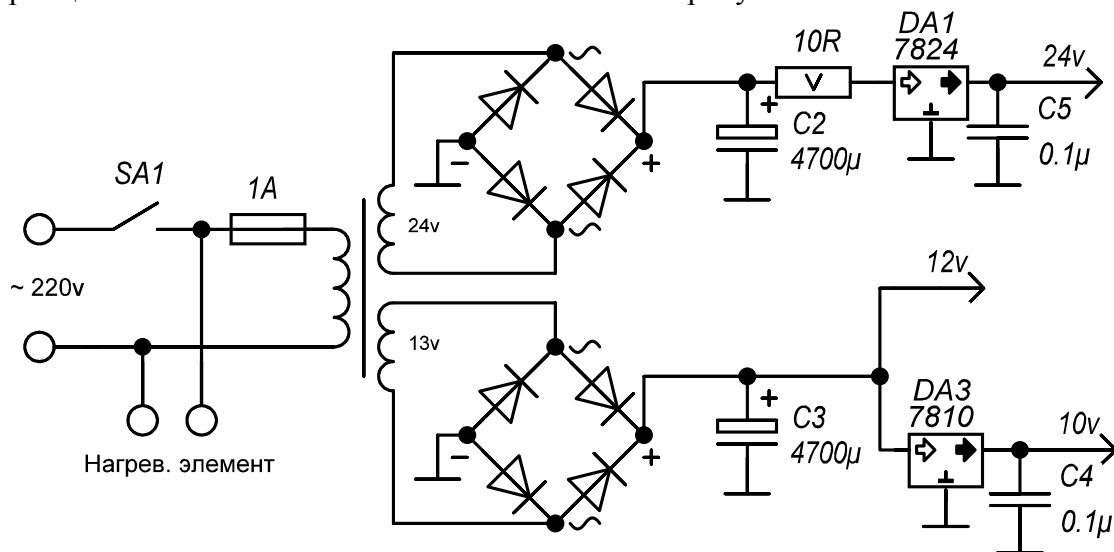 DA1
7824
10R
24v
V
+
C2
4700µ
C5
0.1µ
SA1
1A
24v
~ 220v
12v
13v
+
C3
4700µ
DA3
7810
10v
C4
0.1µ
Нагрев. элемент